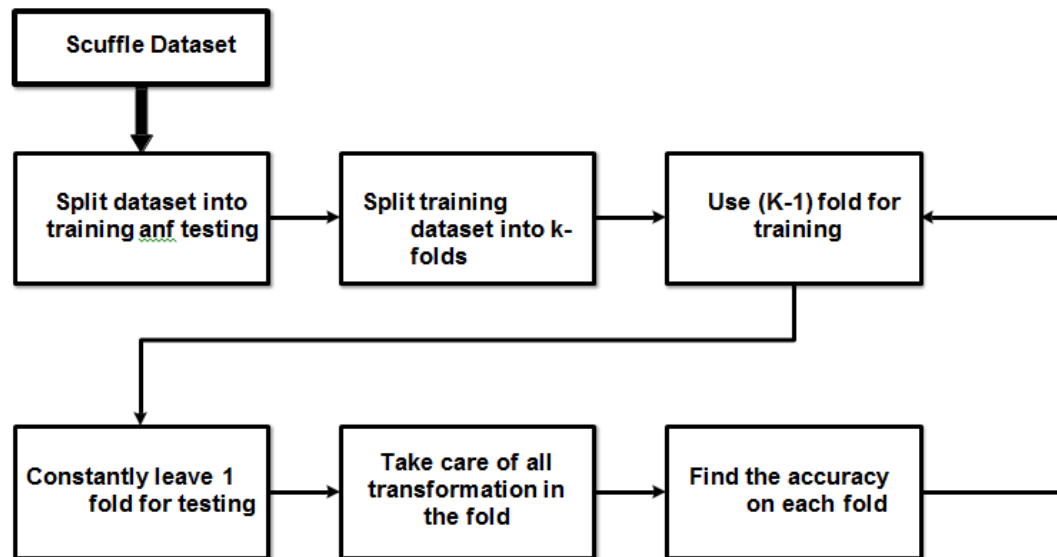 Scuffle Dataset
Split dataset into
training anf testing
Split training
dataset into k-
folds
Use (K-1) fold for
training
Constantly leave 1
fold for testing
Take care of all
transformation in
the fold
Find the accuracy
on each fold